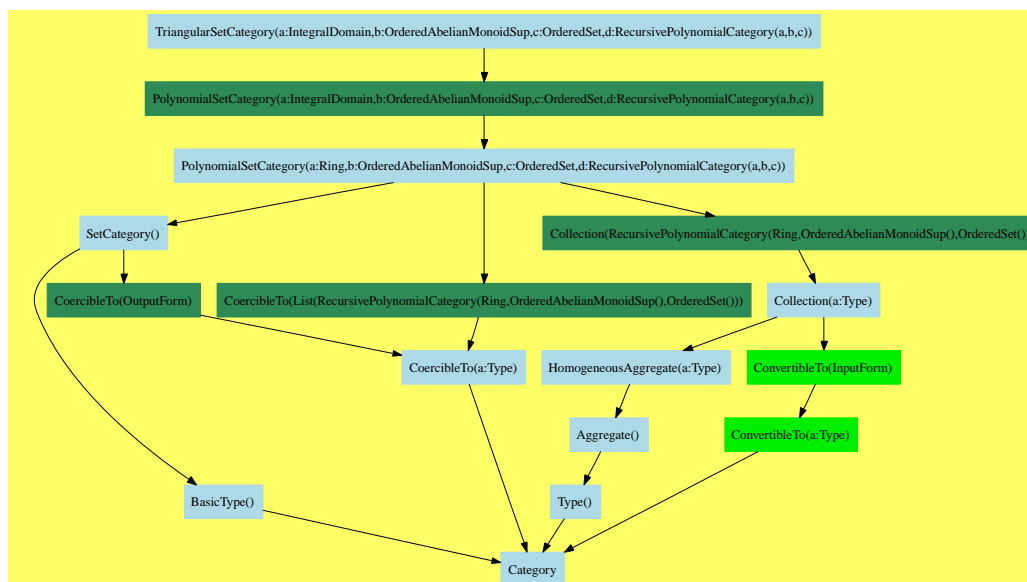 TriangularSetCategory(a:IntegralDomain,b:OrderedAbelianMonoidSup,c:OrderedSet,d:RecursivePolynomialCategory(a,b,c))
PolynomialSetCategory(a:IntegralDomain,b:OrderedAbelianMonoidSup,c:OrderedSet,d:RecursivePolynomialCategory(a,b,c))
PolynomialSetCategory(a:Ring,b:OrderedAbelianMonoidSup,c:OrderedSet,d:RecursivePolynomialCategory(a,b,c))
SetCategory()
Collection(RecursivePolynomialCategory(Ring,OrderedAbelianMonoidSup(),OrderedSet()
CoercibleTo(OutputForm)
CoercibleTo(List(RecursivePolynomialCategory(Ring,OrderedAbelianMonoidSup(),OrderedSet())))
Collection(a:Type)
CoercibleTo(a:Type)
HomogeneousAggregate(a:Type)
ConvertibleTo(InputForm)
Aggregate()
ConvertibleTo(a:Type)
BasicType()
Type()
Category